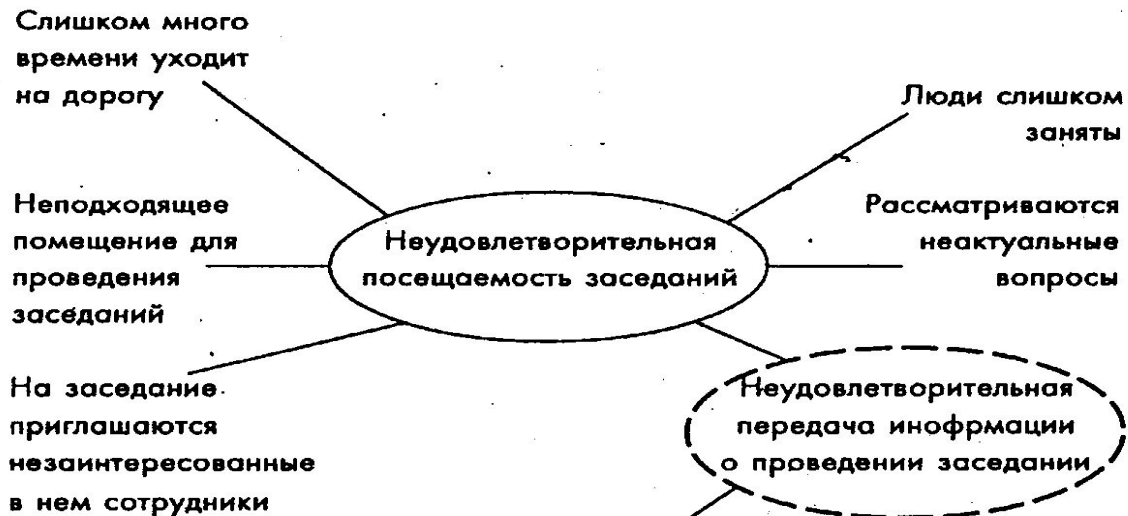 Слишком много
времени уходит
на дорогу
Люди слишком
заняты
Неподходящее
помещение для
проведения
заседаний
Неудовлетворительная
посещаемость заседаний
Рассматриваются
неактуальные
вопросы
На заседание
приглашаются
незаинтересованные
в нем сотрудники
Неудовлетворительная
передача инофрмации
о проведении заседании